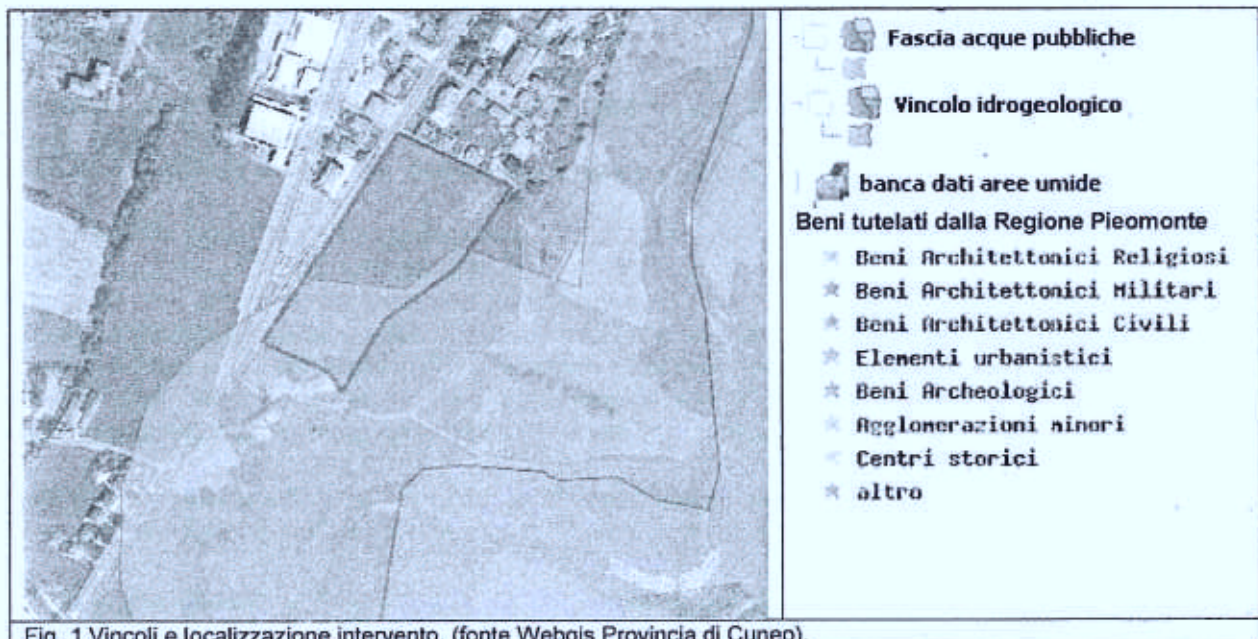 Fascia acque pubbliche
Vincolo idrogeologico
banca dati aree umide
Beni tutelati dalla Regione Pieomonte
Beni Architettonici Religiosi
Beni Architettonici Militari
Beni Architettonici Civili
Elementi urbanistici
Beni Archeologici
Agglomerazioni minori
Centri storici
altro
Fig. 1 Vincoli e localizzazione intervento (fonte Webgis Provincia di Cuneo)